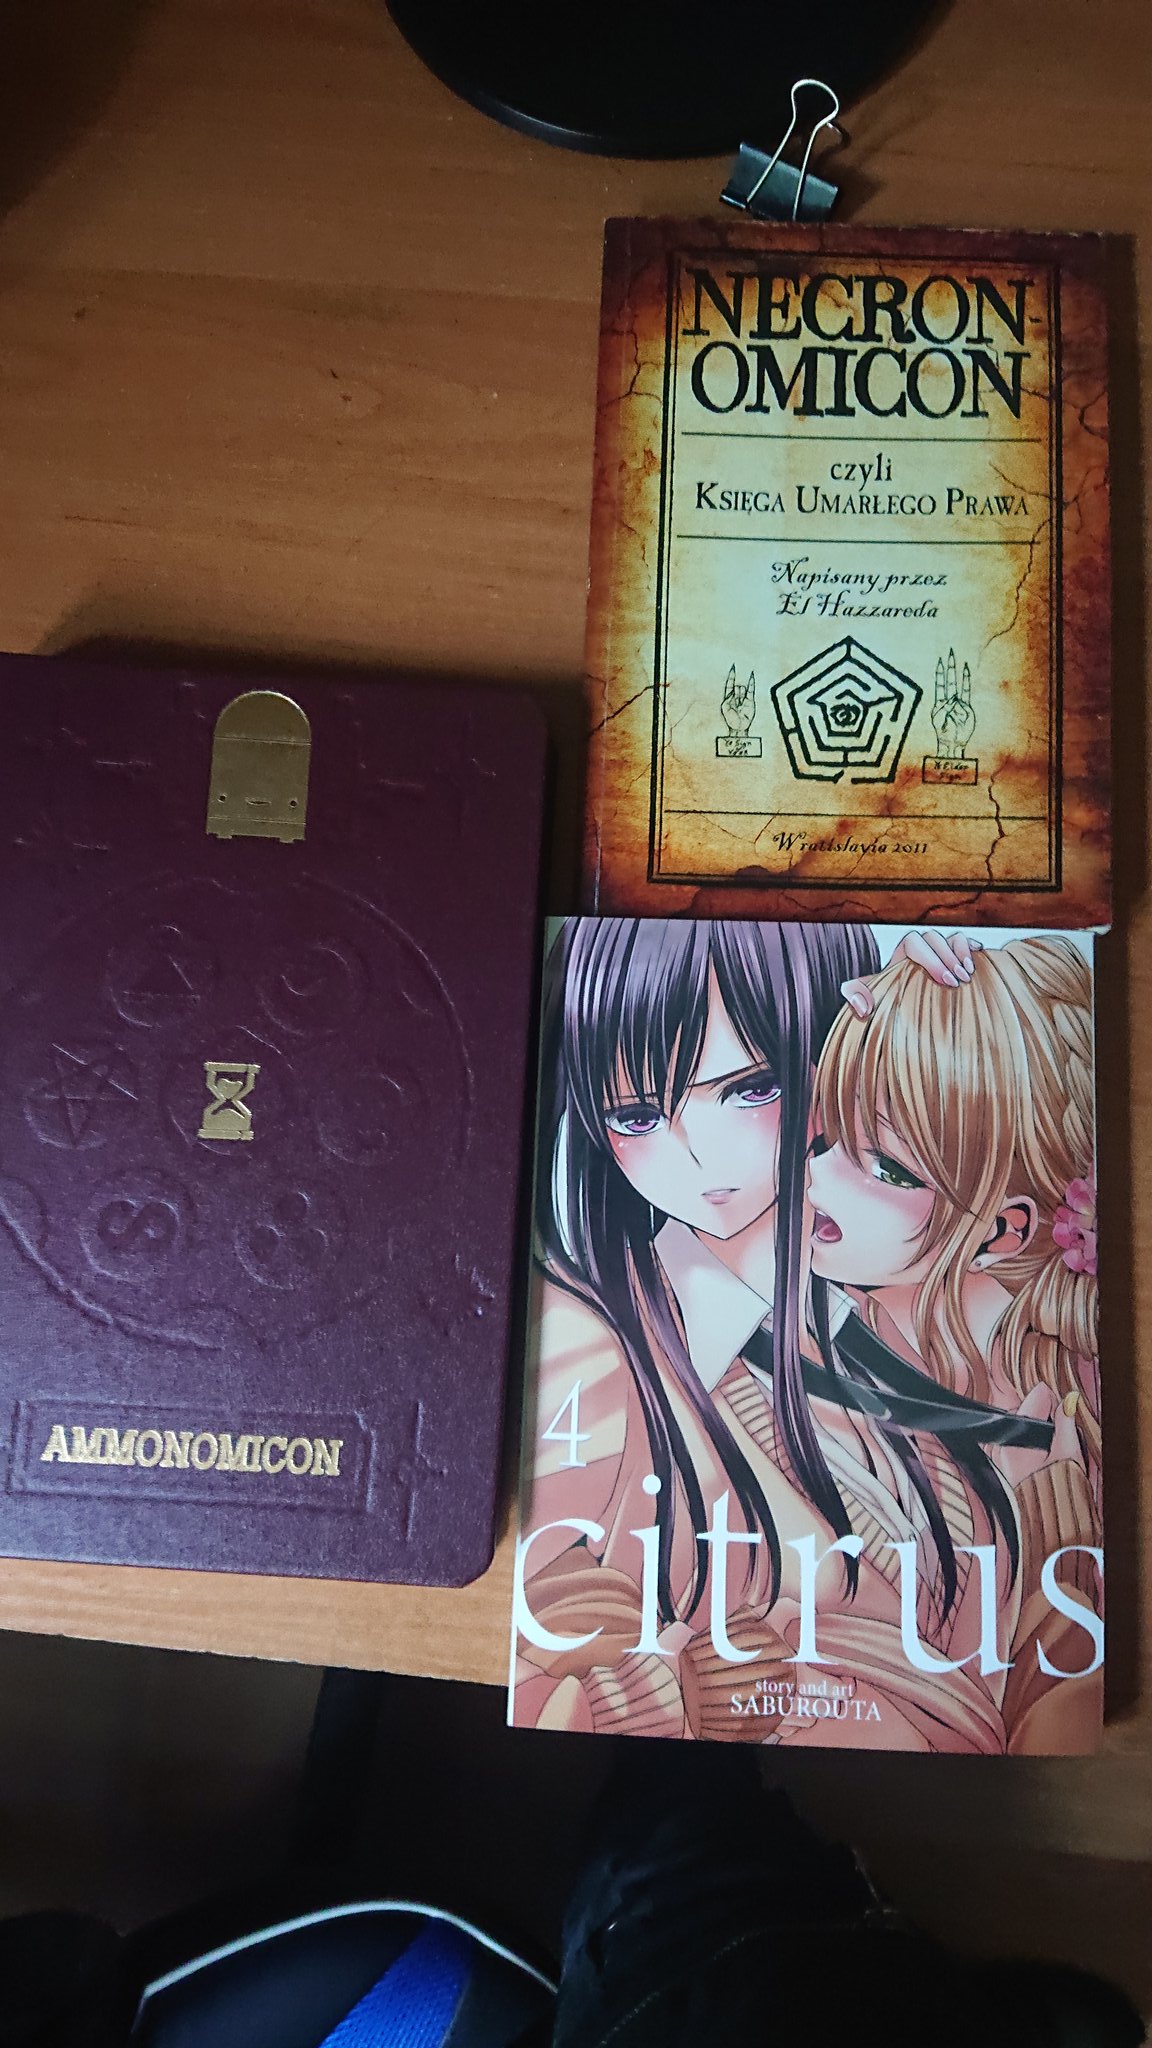 NECRON-
OMICON
czyli
KSIĘGA UMARŁEGO PRAWA
Napisany przez
El Hazzareda
Wratislavia 2011
AMMONOMICON
4
citrus
story and art
SABUROUTA